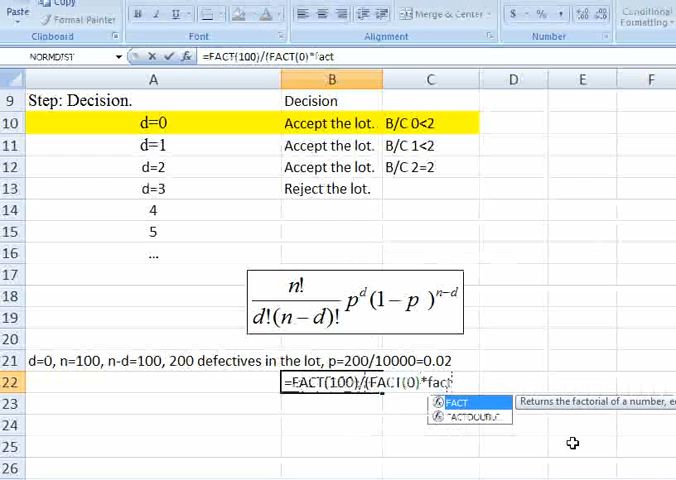 Paste Copy Format Painter B I U Merge & Center $ % , .00 .0 Conditional Formatting
Clipboard Font Alignment Number
NORMDIST =FACT(100)/(FACT(0)*fact
A B C D E F
9 Step: Decision. Decision
10 d=0 Accept the lot. B/C 0<2
11 d=1 Accept the lot. B/C 1<2
12 d=2 Accept the lot. B/C 2=2
13 d=3 Reject the lot.
14 4
15 5
16 ...
17
18 n! / d!(n−d)! p^d (1−p)^n−d
19
20
21 d=0, n=100, n-d=100, 200 defectives in the lot, p=200/10000=0.02
22 =FACT(100)/(FACT(0)*fact
23 FACT Returns the factorial of a number, e
FACTDOUBLE
24
25
26